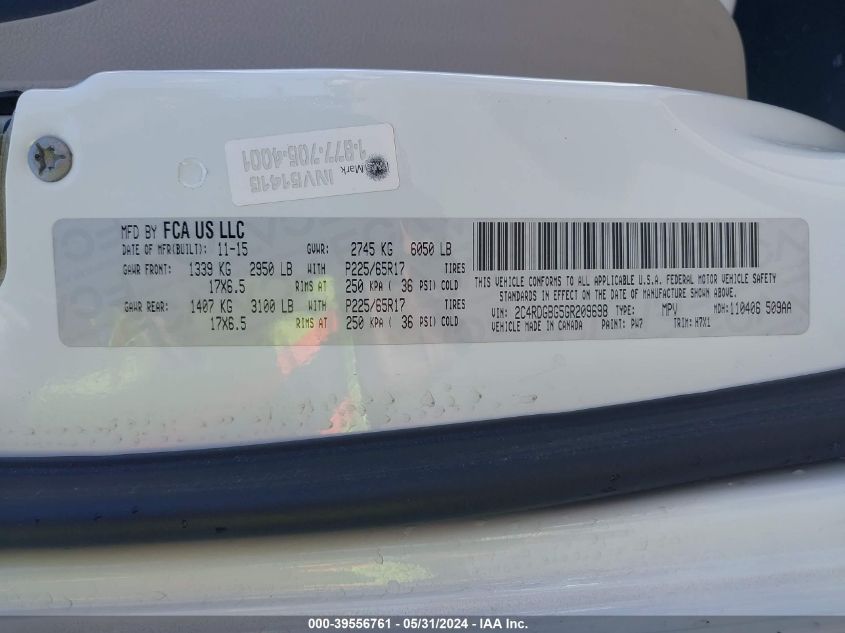 INV51415
1-977-705-4001
Mark
MFD BY FCA US LLC
DATE OF MFR(BUILT): 11-15 GVWR: 2745 KG 6050 LB
GAWR FRONT: 1339 KG 2950 LB WITH P225/65R17 TIRES
17X6.5 RIMS AT 250 KPA ( 36 PSI) COLD
GAWR REAR: 1407 KG 3100 LB WITH P225/65R17 TIRES
17X6.5 RIMS AT 250 KPA ( 36 PSI) COLD
THIS VEHICLE CONFORMS TO ALL APPLICABLE U.S.A. FEDERAL MOTOR VEHICLE SAFETY
STANDARDS IN EFFECT ON THE DATE OF MANUFACTURE SHOWN ABOVE.
VIN: 2C4RDGBG5GR209698 TYPE: MPV MDH: 110406 509AA
VEHICLE MADE IN CANADA PAINT: PW7 TRIM: H7X1
000-39556761 - 05/31/2024 - IAA Inc.